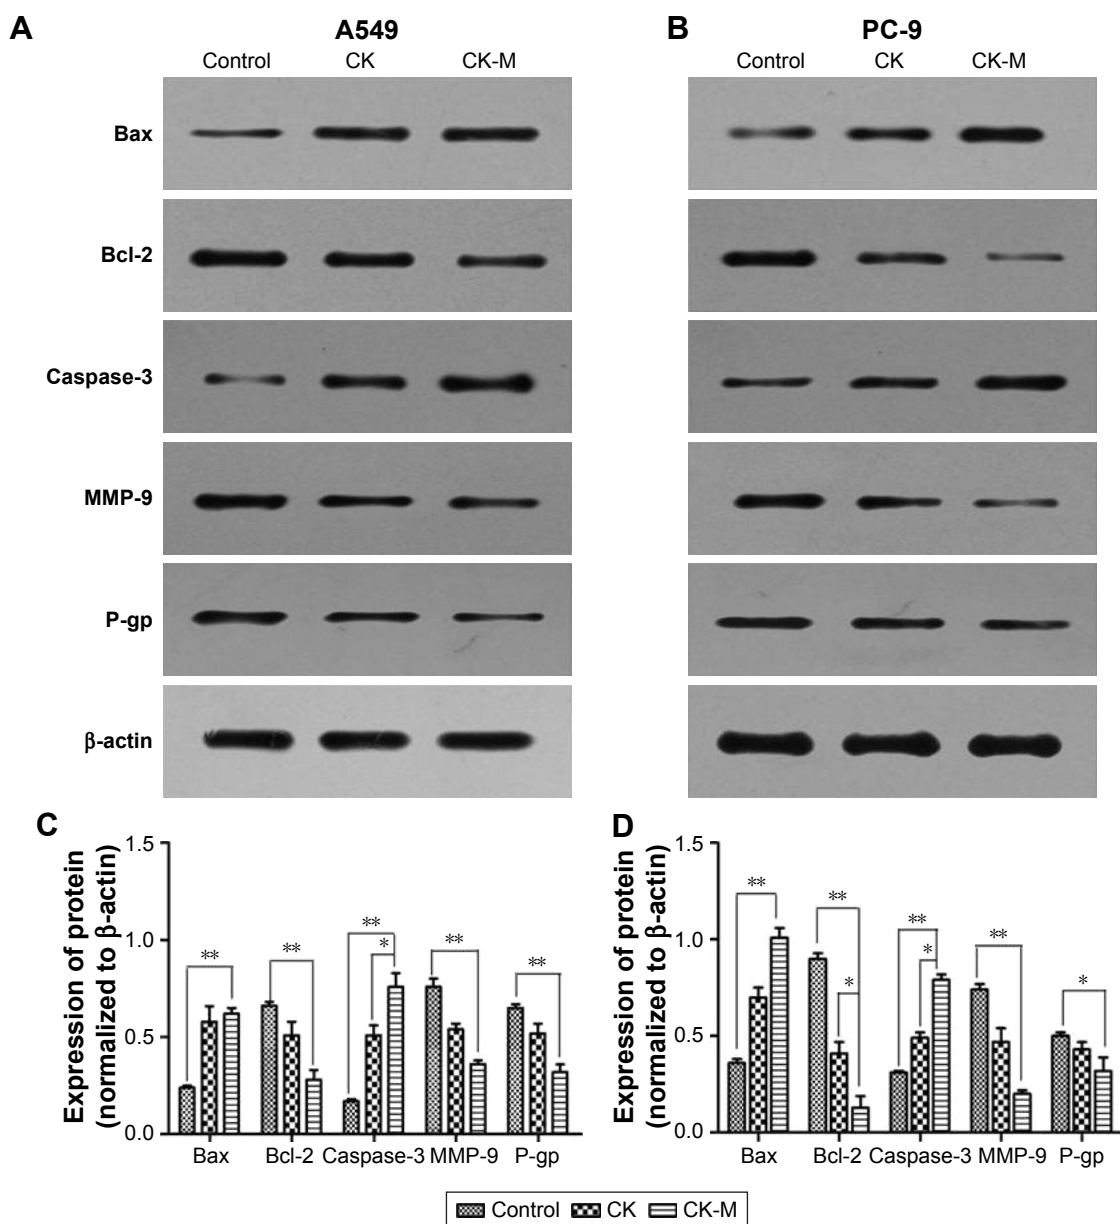 A
A549
B
PC-9
Control CK CK-M
Control CK CK-M
Bax
Bcl-2
Caspase-3
MMP-9
P-gp
β-actin
C
Expression of protein
(normalized to β-actin)
1.5
1.0
0.5
0.0
**
**
**
*
**
**
Bax Bcl-2 Caspase-3 MMP-9 P-gp
D
Expression of protein
(normalized to β-actin)
1.5
1.0
0.5
0.0
**
**
*
**
*
**
*
Bax Bcl-2 Caspase-3 MMP-9 P-gp
Control CK CK-M